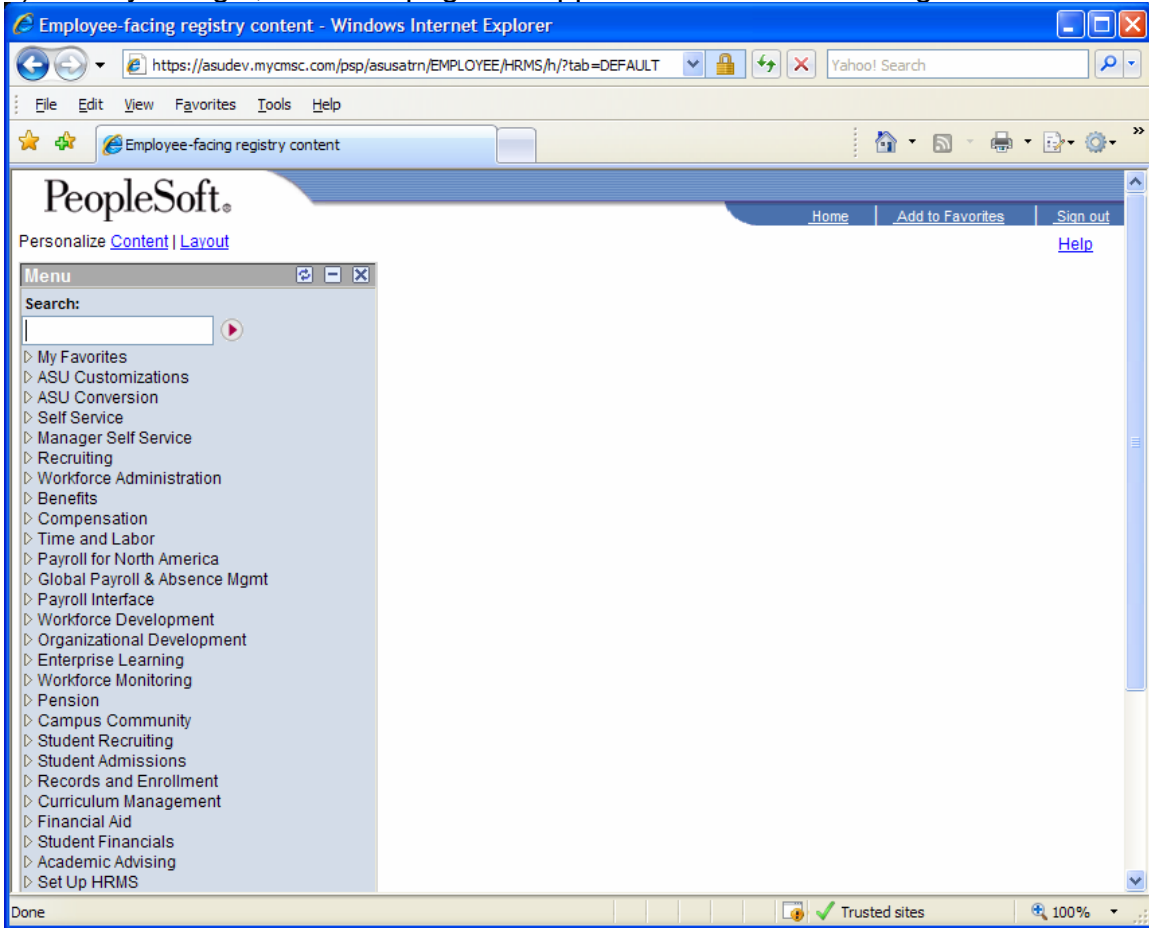 Employee-facing registry content - Windows Internet Explorer
https://asudev.mycmsc.com/psp/asusatrn/EMPLOYEE/HRMS/h/?tab=DEFAULT
Yahoo! Search
File Edit View Favorites Tools Help
Employee-facing registry content
PeopleSoft®
Home Add to Favorites Sign out
Personalize Content | Layout
Help
Menu
Search:
My Favorites
ASU Customizations
ASU Conversion
Self Service
Manager Self Service
Recruiting
Workforce Administration
Benefits
Compensation
Time and Labor
Payroll for North America
Global Payroll & Absence Mgmt
Payroll Interface
Workforce Development
Organizational Development
Enterprise Learning
Workforce Monitoring
Pension
Campus Community
Student Recruiting
Student Admissions
Records and Enrollment
Curriculum Management
Financial Aid
Student Financials
Academic Advising
Set Up HRMS
Done
Trusted sites
100%